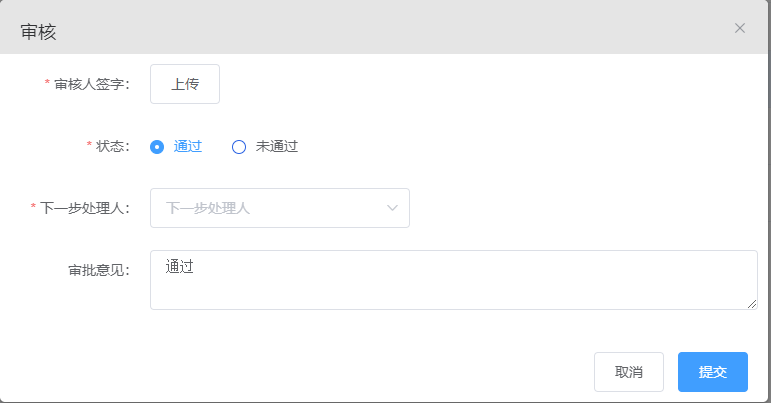 审核
* 审核人签字： 上传
* 状态： 通过 未通过
* 下一步处理人： 下一步处理人
审批意见： 通过
取消 提交